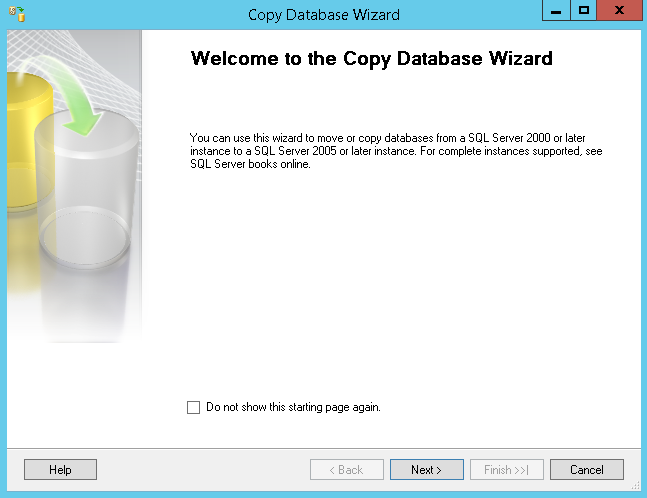 Copy Database Wizard
Welcome to the Copy Database Wizard
You can use this wizard to move or copy databases from a SQL Server 2000 or later
instance to a SQL Server 2005 or later instance. For complete instances supported, see
SQL Server books online.
Do not show this starting page again.
Help
< Back
Next >
Finish >>|
Cancel